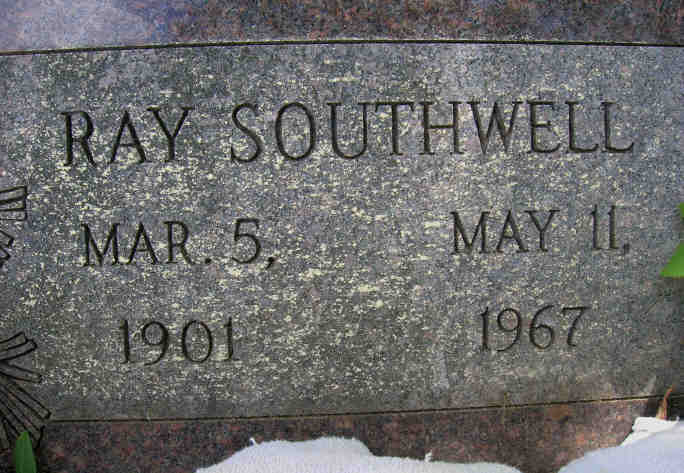 RAY SOUTHWELL
MAR. 5, MAY 11,
1901 1967